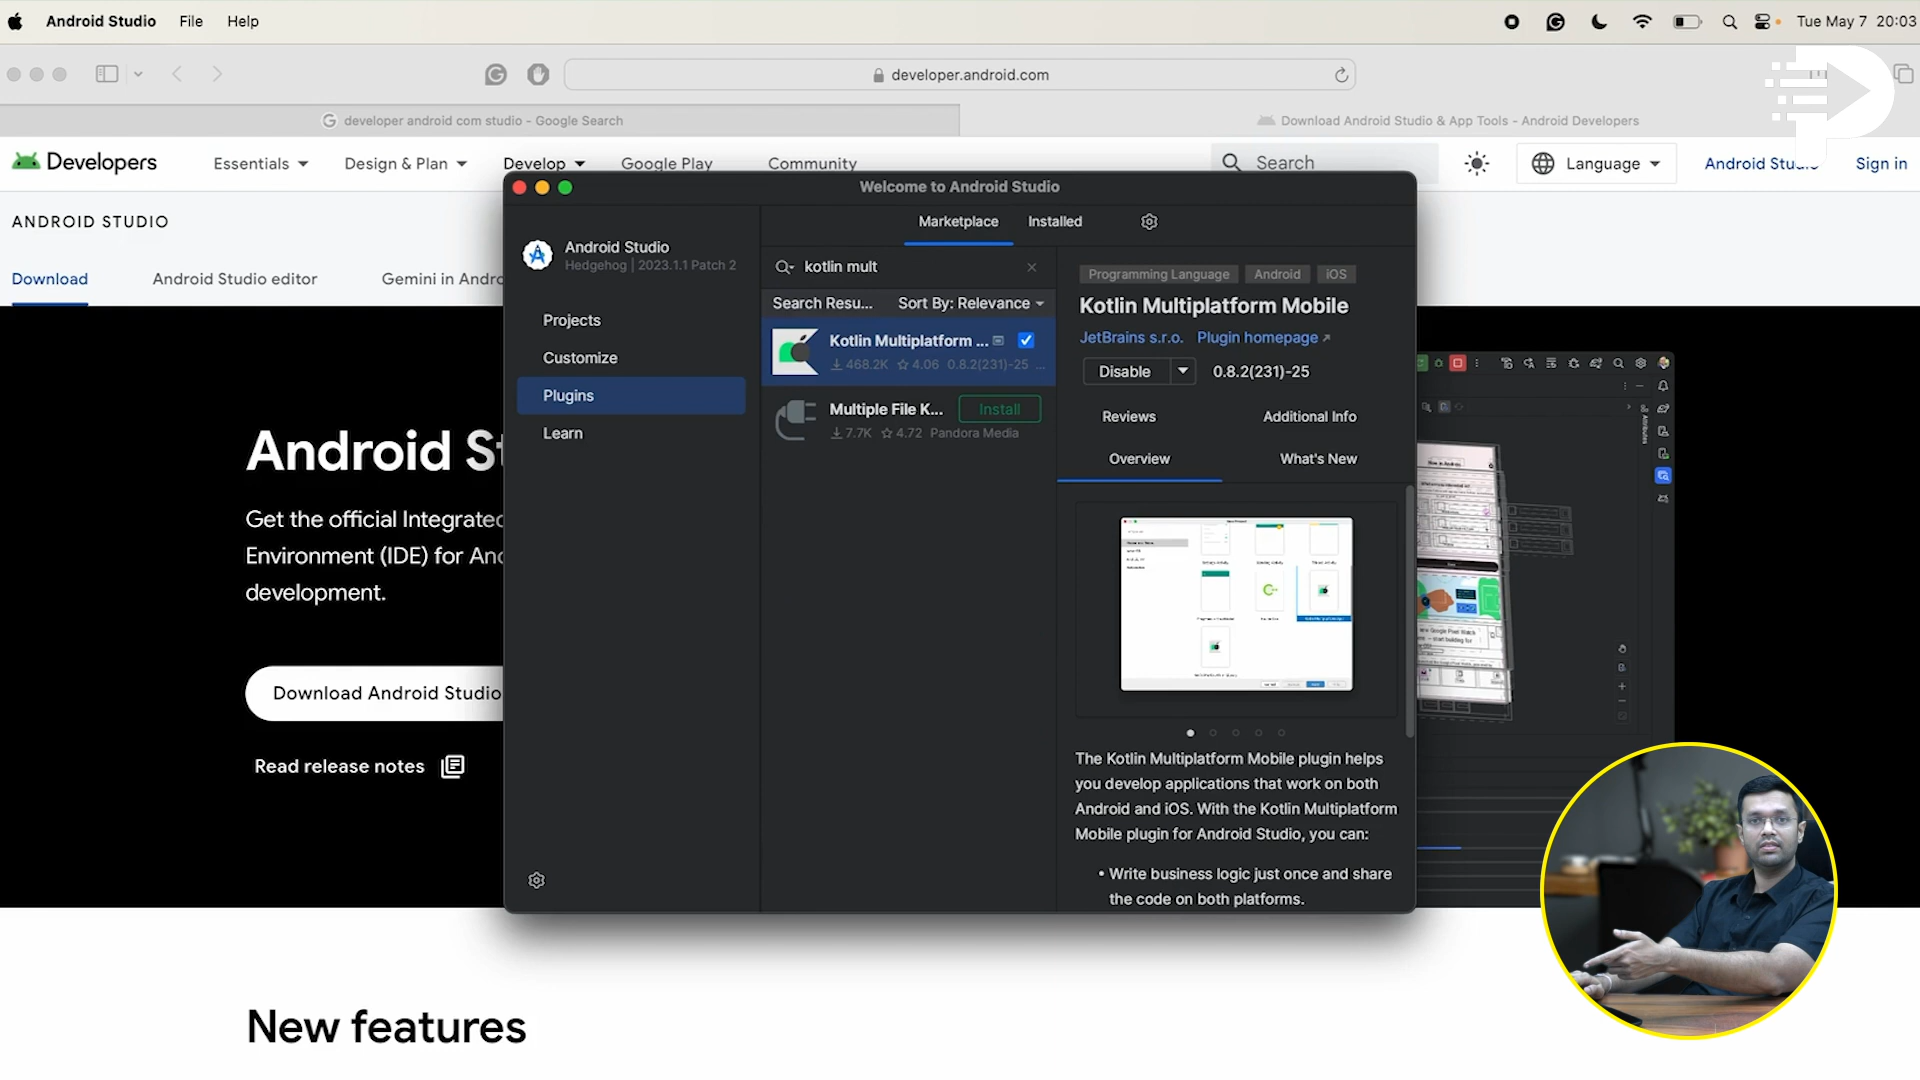 Android Studio File Help
Tue May 7 20:03
developer.android.com
developer android com studio - Google Search
Download Android Studio & App Tools - Android Developers
Developers
Essentials
Design & Plan
Develop
Google Play
Community
Search
Language
Android Studio
Sign in
ANDROID STUDIO
Download
Android Studio editor
Gemini in Andro
Android St
Get the official Integrated
Environment (IDE) for And
development.
Download Android Studio
Read release notes
New features
Welcome to Android Studio
Android Studio
Hedgehog | 2023.1.1 Patch 2
Projects
Customize
Plugins
Learn
Marketplace
Installed
kotlin mult
Search Resu...
Sort By: Relevance
Kotlin Multiplatform ...
468.2K 4.06 0.8.2(231)-25 ...
Multiple File K...
Install
7.7K 4.72 Pandora Media
Programming Language
Android
iOS
Kotlin Multiplatform Mobile
JetBrains s.r.o.
Plugin homepage
Disable
0.8.2(231)-25
Reviews
Additional Info
Overview
What's New
The Kotlin Multiplatform Mobile plugin helps
you develop applications that work on both
Android and iOS. With the Kotlin Multiplatform
Mobile plugin for Android Studio, you can:
• Write business logic just once and share
the code on both platforms.